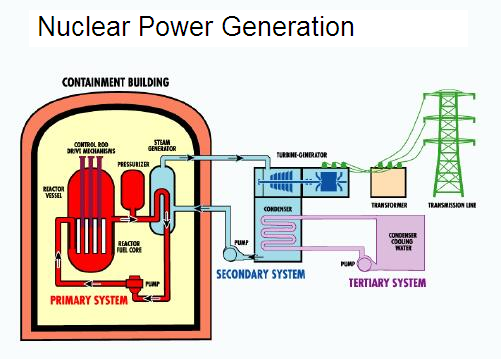 Nuclear Power Generation
CONTAINMENT BUILDING
CONTROL ROD
DRIVE MECHANISMS
STEAM
GENERATOR
PRESSURIZER
TURBINE-GENERATOR
REACTOR
VESSEL
TRANSFORMER
TRANSMISSION LINE
CONDENSER
REACTOR
FUEL CORE
PUMP
CONDENSER
COOLING
WATER
PUMP
PUMP
SECONDARY SYSTEM
TERTIARY SYSTEM
PRIMARY SYSTEM